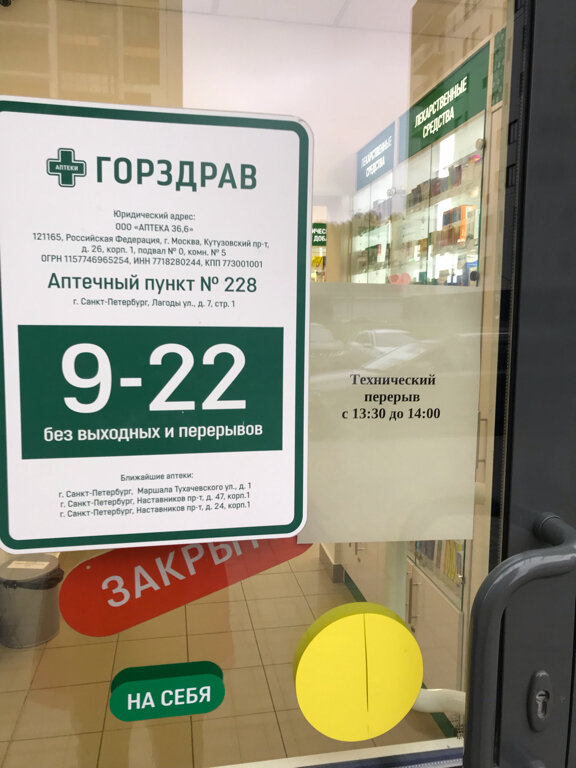 АПТЕКИ ГОРЗДРАВ
Юридический адрес:
ООО «АПТЕКА 36,6»
121165, Российская Федерация, г. Москва, Кутузовский пр-т,
д. 26, корп. 1, подвал № 0, комн. № 5
ОГРН 1157746965254, ИНН 7718280244, КПП 773001001
Аптечный пункт № 228
г. Санкт-Петербург, Лагоды ул., д. 7, стр. 1
9-22
без выходных и перерывов
Ближайшие аптеки:
г. Санкт-Петербург, Маршала Тухачевского ул., д. 1
г. Санкт-Петербург, Наставников пр-т, д. 47, корп.1
г. Санкт-Петербург, Наставников пр-т, д. 24, корп.1
ЛЕКАРСТВЕННЫЕ
СРЕДСТВА
ЛЕКАРСТВЕННЫЕ
СРЕДСТВА
Технический
перерыв
с 13:30 до 14:00
ЗАКРЫ
НА СЕБЯ